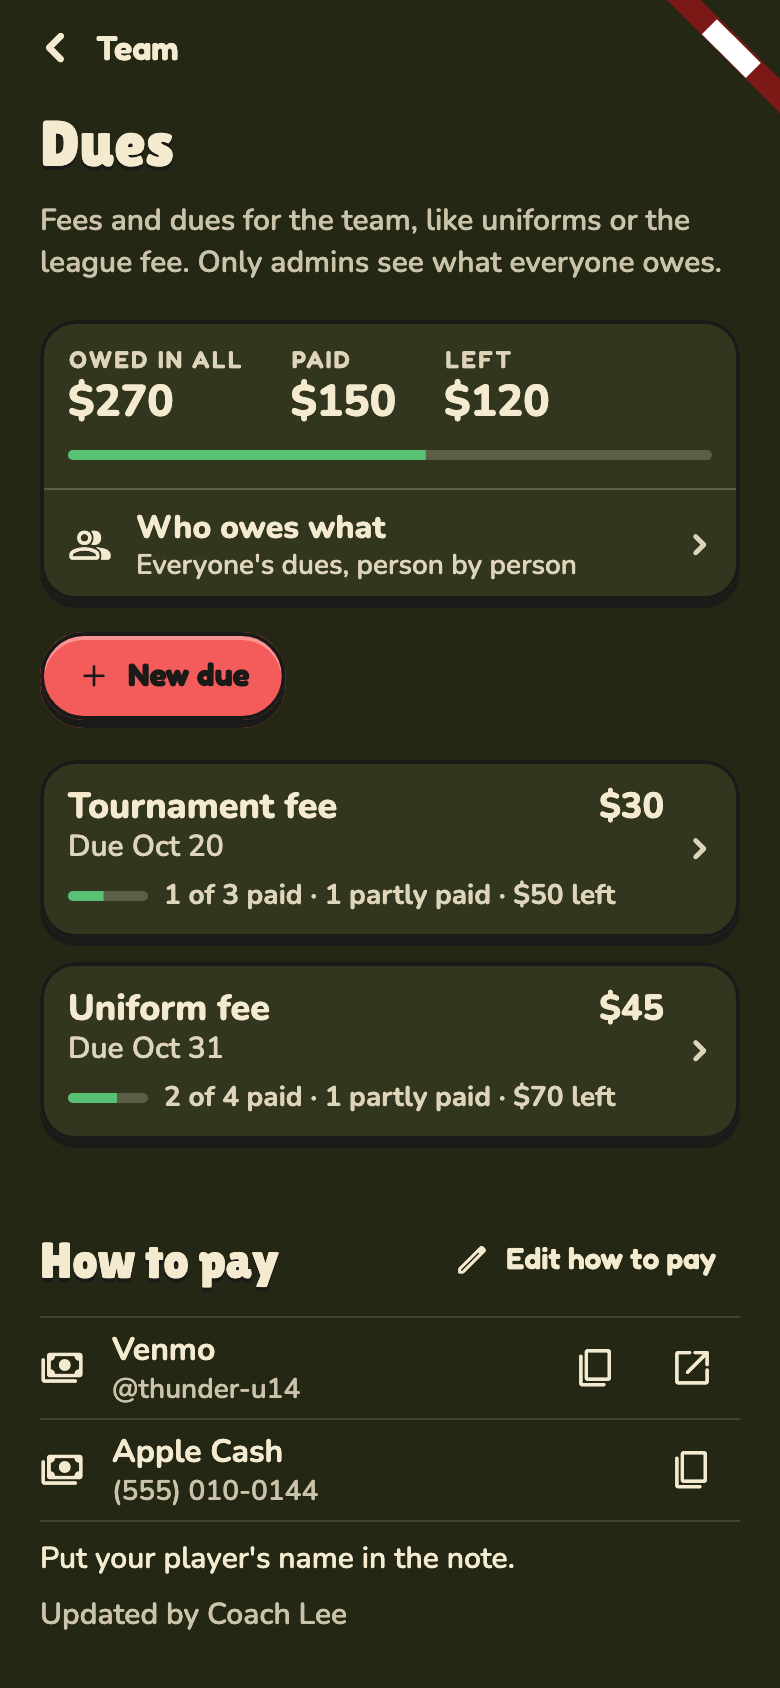 Team
Dues
Fees and dues for the team, like uniforms or the
league fee. Only admins see what everyone owes.
OWED IN ALL PAID LEFT
$270 $150 $120
Who owes what
Everyone's dues, person by person
New due
Tournament fee $30
Due Oct 20
1 of 3 paid · 1 partly paid · $50 left
Uniform fee $45
Due Oct 31
2 of 4 paid · 1 partly paid · $70 left
How to pay Edit how to pay
Venmo
@thunder-u14
Apple Cash
(555) 010-0144
Put your player's name in the note.
Updated by Coach Lee